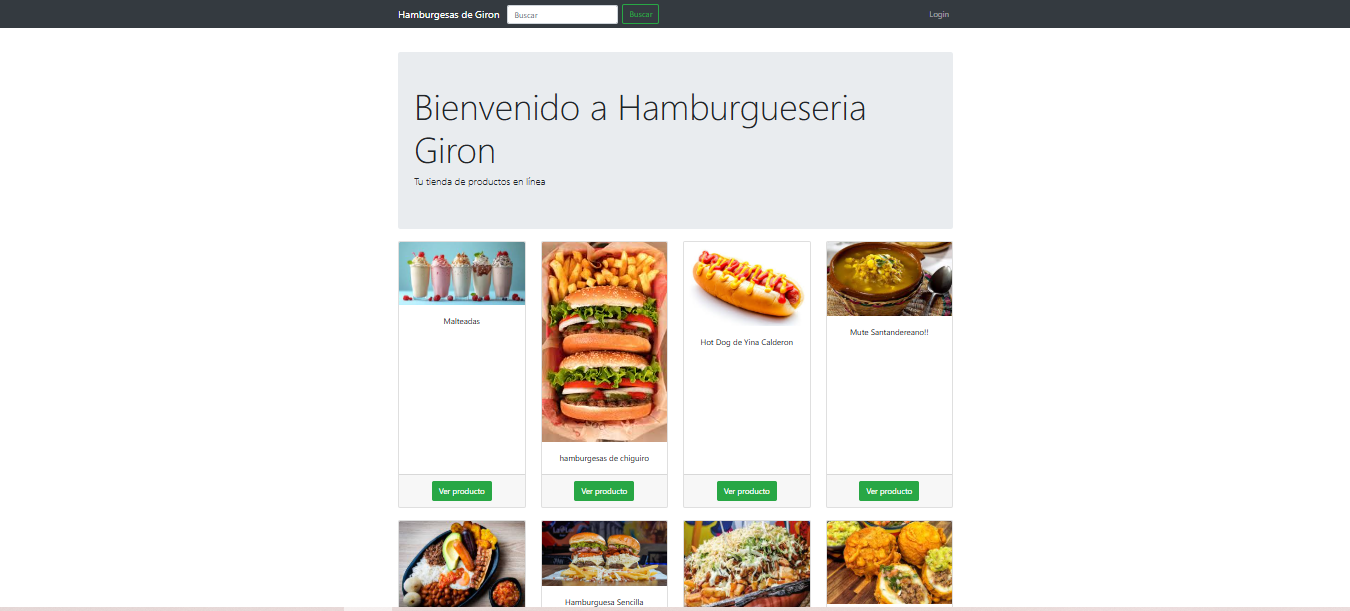 Hamburgesas de Giron Buscar Buscar Login
Bienvenido a Hamburgueseria
Giron
Tu tienda de productos en línea
Malteadas
Mute Santandereano!!
Hot Dog de Yina Calderon
hamburgesas de chiguiro
Ver producto Ver producto Ver producto Ver producto
Hamburguesa Sencilla